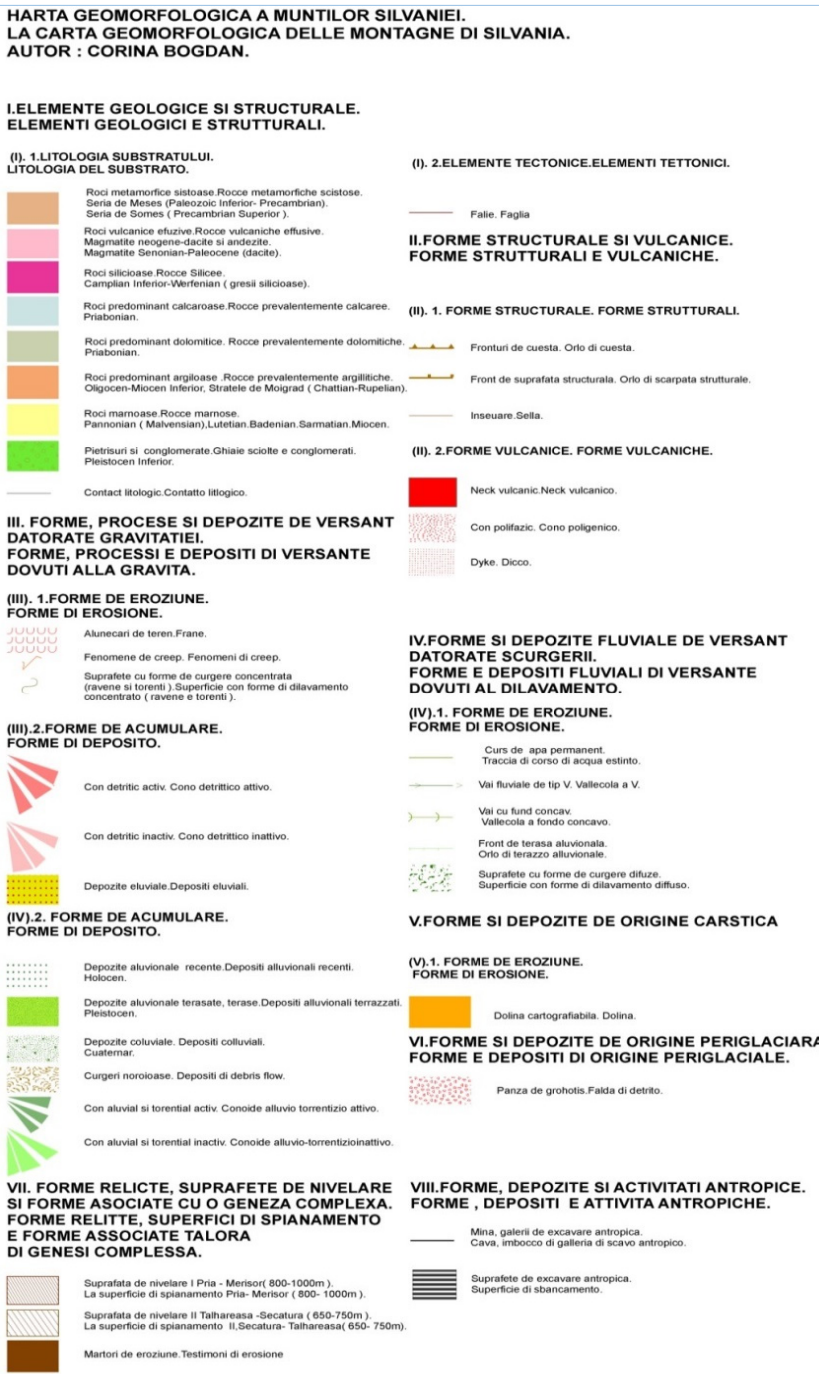 HARTA GEOMORFOLOGICA A MUNTILOR SILVANIEI.
LA CARTA GEOMORFOLOGICA DELLE MONTAGNE DI SILVANIA.
AUTOR : CORINA BOGDAN.
I.ELEMENTE GEOLOGICE SI STRUCTURALE.
ELEMENTI GEOLOGICI E STRUTTURALI.
(I). 1.LITOLOGIA SUBSTRATULUI.
LITOLOGIA DEL SUBSTRATO.
Roci metamorfice sistoase.Rocce metamorfiche scistose.
Seria de Meses (Paleozoic Inferior- Precambrian).
Seria de Somes ( Precambrian Superior ).
Roci vulcanice efuzive.Rocce vulcaniche effusive.
Magmatite neogene-dacite si andezite.
Magmatite Senonian-Paleocene (dacite).
Roci silicioase.Rocce Silicee.
Camplian Inferior-Werfenian ( gresii silicioase).
Roci predominant calcaroase.Rocce prevalentemente calcaree.
Priabonian.
Roci predominant dolomitice. Rocce prevalentemente dolomitiche.
Priabonian.
Roci predominant argiloase .Rocce prevalentemente argillitiche.
Oligocen-Miocen Inferior, Stratele de Moigrad ( Chattian-Rupelian).
Roci marnoase.Rocce marnose.
Pannonian ( Malvensian),Lutetian.Badenian.Sarmatian.Miocen.
Pietrisuri si conglomerate.Ghiaie sciolte e conglomerati.
Pleistocen Inferior.
Contact litologic.Contatto litlogico.
(I). 2.ELEMENTE TECTONICE.ELEMENTI TETTONICI.
Falie. Faglia
II.FORME STRUCTURALE SI VULCANICE.
FORME STRUTTURALI E VULCANICHE.
(II). 1. FORME STRUCTURALE. FORME STRUTTURALI.
Fronturi de cuesta. Orlo di cuesta.
Front de suprafata structurala. Orlo di scarpata strutturale.
Inseuare.Sella.
(II). 2.FORME VULCANICE. FORME VULCANICHE.
Neck vulcanic.Neck vulcanico.
Con polifazic. Cono poligenico.
Dyke. Dicco.
III. FORME, PROCESE SI DEPOZITE DE VERSANT
DATORATE GRAVITATIEI.
FORME, PROCESSI E DEPOSITI DI VERSANTE
DOVUTI ALLA GRAVITA.
(III). 1.FORME DE EROZIUNE.
FORME DI EROSIONE.
Alunecari de teren.Frane.
Fenomene de creep. Fenomeni di creep.
Suprafete cu forme de curgere concentrata
(ravene si torenti ).Superficie con forme di dilavamento
concentrato ( ravene e torenti ).
(III).2.FORME DE ACUMULARE.
FORME DI DEPOSITO.
Con detritic activ. Cono detrittico attivo.
Con detritic inactiv. Cono detrittico inattivo.
Depozite eluviale.Depositi eluviali.
IV.FORME SI DEPOZITE FLUVIALE DE VERSANT
DATORATE SCURGERII.
FORME E DEPOSITI FLUVIALI DI VERSANTE
DOVUTI AL DILAVAMENTO.
(IV).1. FORME DE EROZIUNE.
FORME DI EROSIONE.
Curs de apa permanent.
Traccia di corso di acqua estinto.
Vai fluviale de tip V. Vallecola a V.
Vai cu fund concav.
Vallecola a fondo concavo.
Front de terasa aluvionala.
Orlo di terazzo alluvionale.
Suprafete cu forme de curgere difuze.
Superficie con forme di dilavamento diffuso.
(IV).2. FORME DE ACUMULARE.
FORME DI DEPOSITO.
Depozite aluvionale recente.Depositi alluvionali recenti.
Holocen.
Depozite aluvionale terasate, terase.Depositi alluvionali terrazzati.
Pleistocen.
Depozite coluviale. Depositi colluviali.
Cuaternar.
Curgeri noroioase. Depositi di debris flow.
Con aluvial si torential activ. Conoide alluvio torrentizio attivo.
Con aluvial si torential inactiv. Conoide alluvio-torrentizioinattivo.
V.FORME SI DEPOZITE DE ORIGINE CARSTICA
(V).1. FORME DE EROZIUNE.
FORME DI EROSIONE.
Dolina cartografiabila. Dolina.
VI.FORME SI DEPOZITE DE ORIGINE PERIGLACIARA
FORME E DEPOSITI DI ORIGINE PERIGLACIALE.
Panza de grohotis.Falda di detrito.
VII. FORME RELICTE, SUPRAFETE DE NIVELARE
SI FORME ASOCIATE CU O GENEZA COMPLEXA.
FORME RELITTE, SUPERFICI DI SPIANAMENTO
E FORME ASSOCIATE TALORA
DI GENESI COMPLESSA.
Suprafata de nivelare I Pria - Merisor( 800-1000m ).
La superficie di spianamento Pria- Merisor ( 800- 1000m ).
Suprafata de nivelare II Talhareasa -Secatura ( 650-750m ).
La superficie di spianamento II,Secatura- Talhareasa( 650- 750m).
Martori de eroziune.Testimoni di erosione
VIII.FORME, DEPOZITE SI ACTIVITATI ANTROPICE.
FORME , DEPOSITI E ATTIVITA ANTROPICHE.
Mina, galerii de excavare antropica.
Cava, imbocco di galleria di scavo antropico.
Suprafete de excavare antropica.
Superficie di sbancamento.